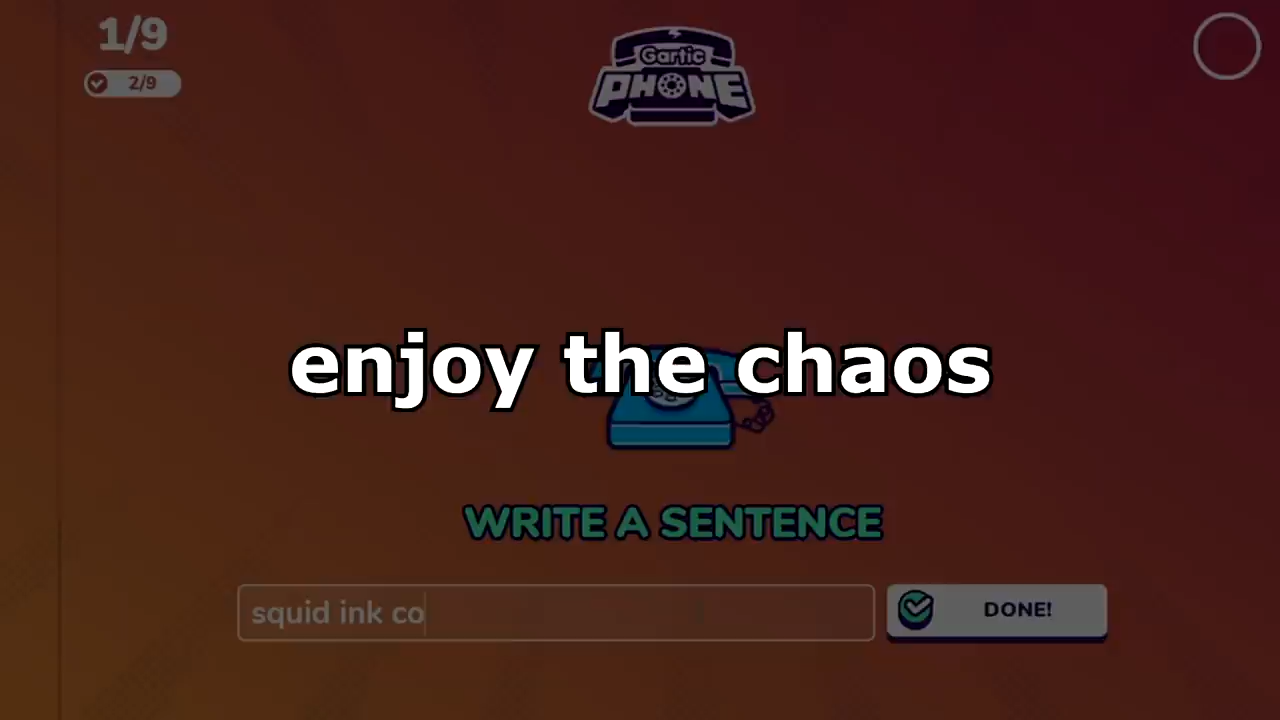 1/9
2/9
Gartic
PHONE
enjoy the chaos
WRITE A SENTENCE
squid ink co
DONE!